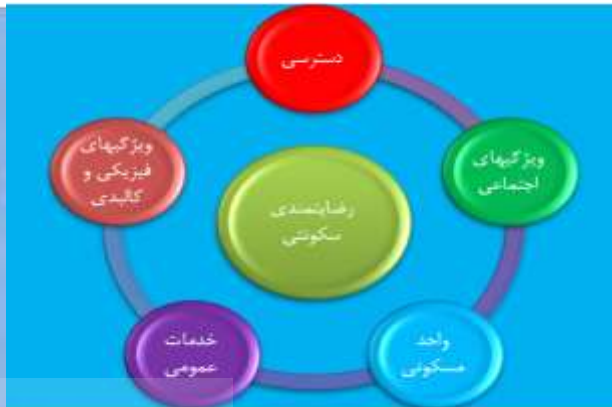 دسترسی
ویژگیهای
اجتماعی
واحد
مسکونی
خدمات
عمومی
ویژگیهای
فیزیکی و
کالبدی
رضایتمندی
سکونتی